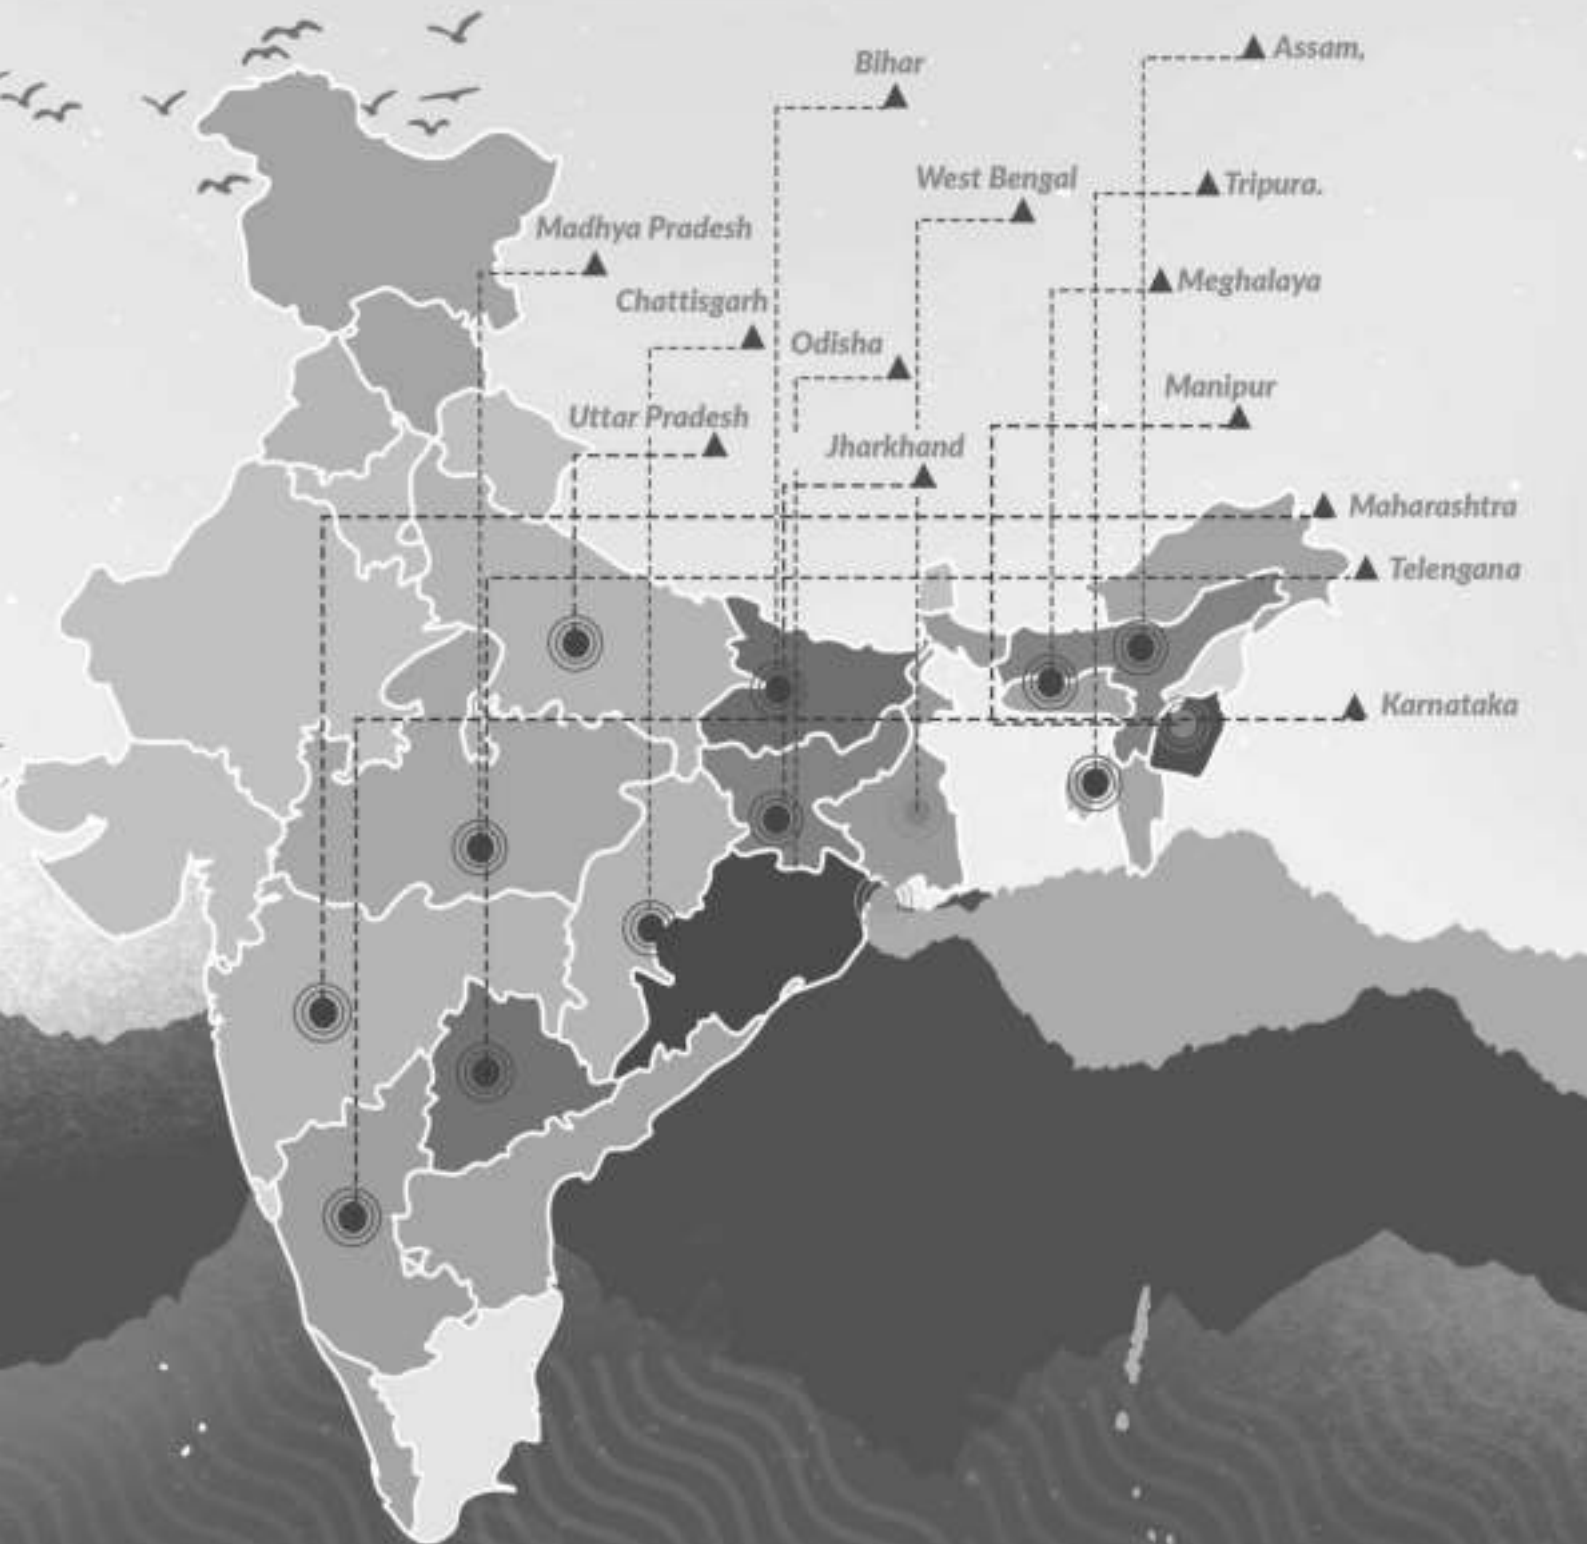 Assam,
Bihar
West Bengal
Tripura.
Madhya Pradesh
Meghalaya
Chattisgarh
Odisha
Manipur
Uttar Pradesh
Jharkhand
Maharashtra
Telengana
Karnataka